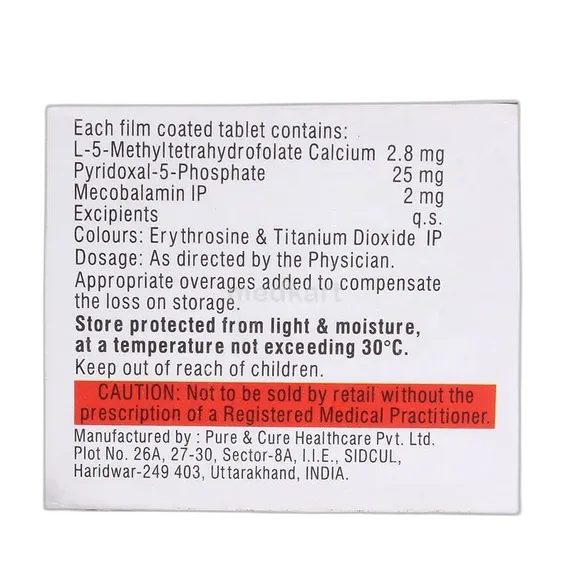 Each film coated tablet contains:
L-5-Methyltetrahydrofolate Calcium 2.8 mg
Pyridoxal-5-Phosphate 25 mg
Mecobalamin IP 2 mg
Excipients q.s.
Colours: Erythrosine & Titanium Dioxide IP
Dosage: As directed by the Physician.
Appropriate overages added to compensate
medkart
the loss on storage.
Store protected from light & moisture,
at a temperature not exceeding 30°C.
Keep out of reach of children.
CAUTION: Not to be sold by retail without the
prescription of a Registered Medical Practitioner.
Manufactured by : Pure & Cure Healthcare Pvt. Ltd.
Plot No. 26A, 27-30, Sector-8A, I.I.E., SIDCUL,
Haridwar-249 403, Uttarakhand, INDIA.